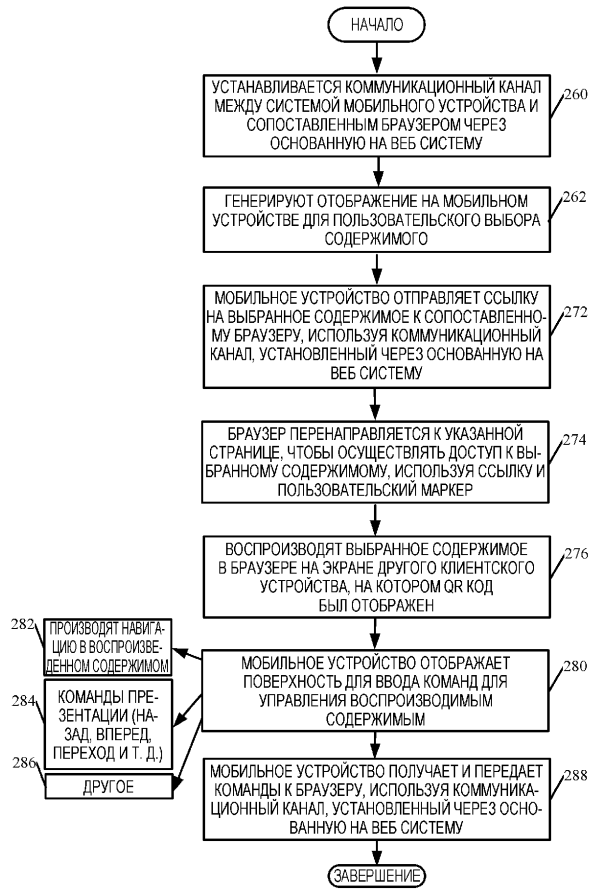 НАЧАЛО
УСТАНАВЛИВАЕТСЯ КОММУНИКАЦИОННЫЙ КАНАЛ
МЕЖДУ СИСТЕМОЙ МОБИЛЬНОГО УСТРОЙСТВА И
СОПОСТАВЛЕННЫМ БРАУЗЕРОМ ЧЕРЕЗ
ОСНОВАННУЮ НА ВЕБ СИСТЕМУ
260
ГЕНЕРИРУЮТ ОТОБРАЖЕНИЕ НА МОБИЛЬНОМ
УСТРОЙСТВЕ ДЛЯ ПОЛЬЗОВАТЕЛЬСКОГО ВЫБОРА
СОДЕРЖИМОГО
262
МОБИЛЬНОЕ УСТРОЙСТВО ОТПРАВЛЯЕТ ССЫЛКУ
НА ВЫБРАННОЕ СОДЕРЖИМОЕ К СОПОСТАВЛЕННО-
МУ БРАУЗЕРУ, ИСПОЛЬЗУЯ КОММУНИКАЦИОННЫЙ
КАНАЛ, УСТАНОВЛЕННЫЙ ЧЕРЕЗ ОСНОВАННУЮ НА
ВЕБ СИСТЕМУ
272
БРАУЗЕР ПЕРЕНАПРАВЛЯЕТСЯ К УКАЗАННОЙ
СТРАНИЦЕ, ЧТОБЫ ОСУЩЕСТВЛЯТЬ ДОСТУП К ВЫ-
БРАННОМУ СОДЕРЖИМОМУ, ИСПОЛЬЗУЯ ССЫЛКУ И
ПОЛЬЗОВАТЕЛЬСКИЙ МАРКЕР
274
ВОСПРОИЗВОДЯТ ВЫБРАННОЕ СОДЕРЖИМОЕ
В БРАУЗЕРЕ НА ЭКРАНЕ ДРУГОГО КЛИЕНТСКОГО
УСТРОЙСТВА, НА КОТОРОМ QR КОД
БЫЛ ОТОБРАЖЕН
276
282
ПРОИЗВОДЯТ НАВИГА-
ЦИЮ В ВОСПРОИЗВЕ-
ДЕННОМ СОДЕРЖИМОМ
МОБИЛЬНОЕ УСТРОЙСТВО ОТОБРАЖАЕТ
ПОВЕРХНОСТЬ ДЛЯ ВВОДА КОМАНД ДЛЯ
УПРАВЛЕНИЯ ВОСПРОИЗВОДИМЫМ
СОДЕРЖИМЫМ
280
284
КОМАНДЫ ПРЕ-
ЗЕНТАЦИИ (НА-
ЗАД, ВПЕРЕД,
ПЕРЕХОД И Т. Д.)
286
ДРУГОЕ
МОБИЛЬНОЕ УСТРОЙСТВО ПОЛУЧАЕТ И ПЕРЕДАЕТ
КОМАНДЫ К БРАУЗЕРУ, ИСПОЛЬЗУЯ КОММУНИКА-
ЦИОННЫЙ КАНАЛ, УСТАНОВЛЕННЫЙ ЧЕРЕЗ ОСНО-
ВАННУЮ НА ВЕБ СИСТЕМУ
288
ЗАВЕРШЕНИЕ